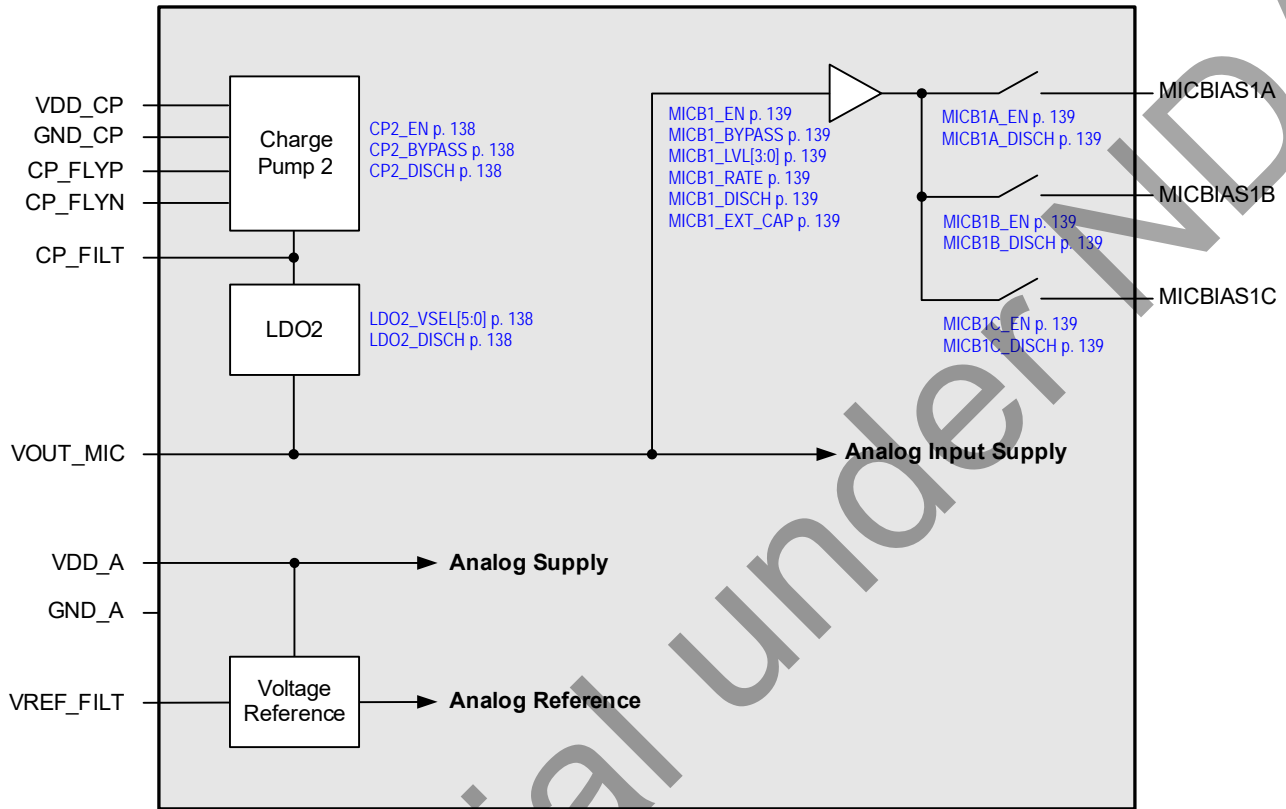 VDD_CP
GND_CP
CP_FLYP
CP_FLYN
CP_FILT
Charge
Pump 2
CP2_EN p. 138
CP2_BYPASS p. 138
CP2_DISCH p. 138
LDO2
LDO2_VSEL[5:0] p. 138
LDO2_DISCH p. 138
MICB1_EN p. 139
MICB1_BYPASS p. 139
MICB1_LVL[3:0] p. 139
MICB1_RATE p. 139
MICB1_DISCH p. 139
MICB1_EXT_CAP p. 139
MICB1A_EN p. 139
MICB1A_DISCH p. 139
MICBIAS1A
MICB1B_EN p. 139
MICB1B_DISCH p. 139
MICBIAS1B
MICB1C_EN p. 139
MICB1C_DISCH p. 139
MICBIAS1C
VOUT_MIC
Analog Input Supply
VDD_A
Analog Supply
GND_A
VREF_FILT
Voltage
Reference
Analog Reference
ial under ND